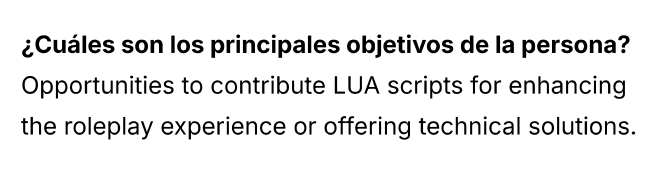 ¿Cuáles son los principales objetivos de la persona?
Opportunities to contribute LUA scripts for enhancing
the roleplay experience or offering technical solutions.